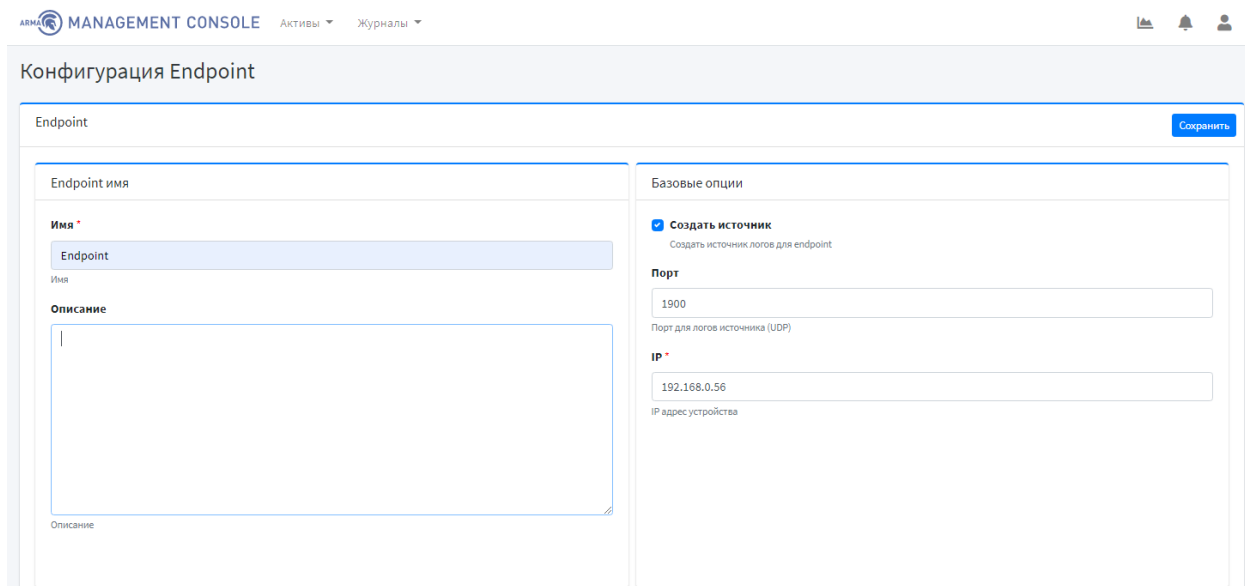 ARMA MANAGEMENT CONSOLE Активы Журналы
Конфигурация Endpoint
Endpoint Сохранить
Endpoint имя
Имя *
Endpoint
Имя
Описание
Описание
Базовые опции
Создать источник
Создать источник логов для endpoint
Порт
1900
Порт для логов источника (UDP)
IP *
192.168.0.56
IP адрес устройства